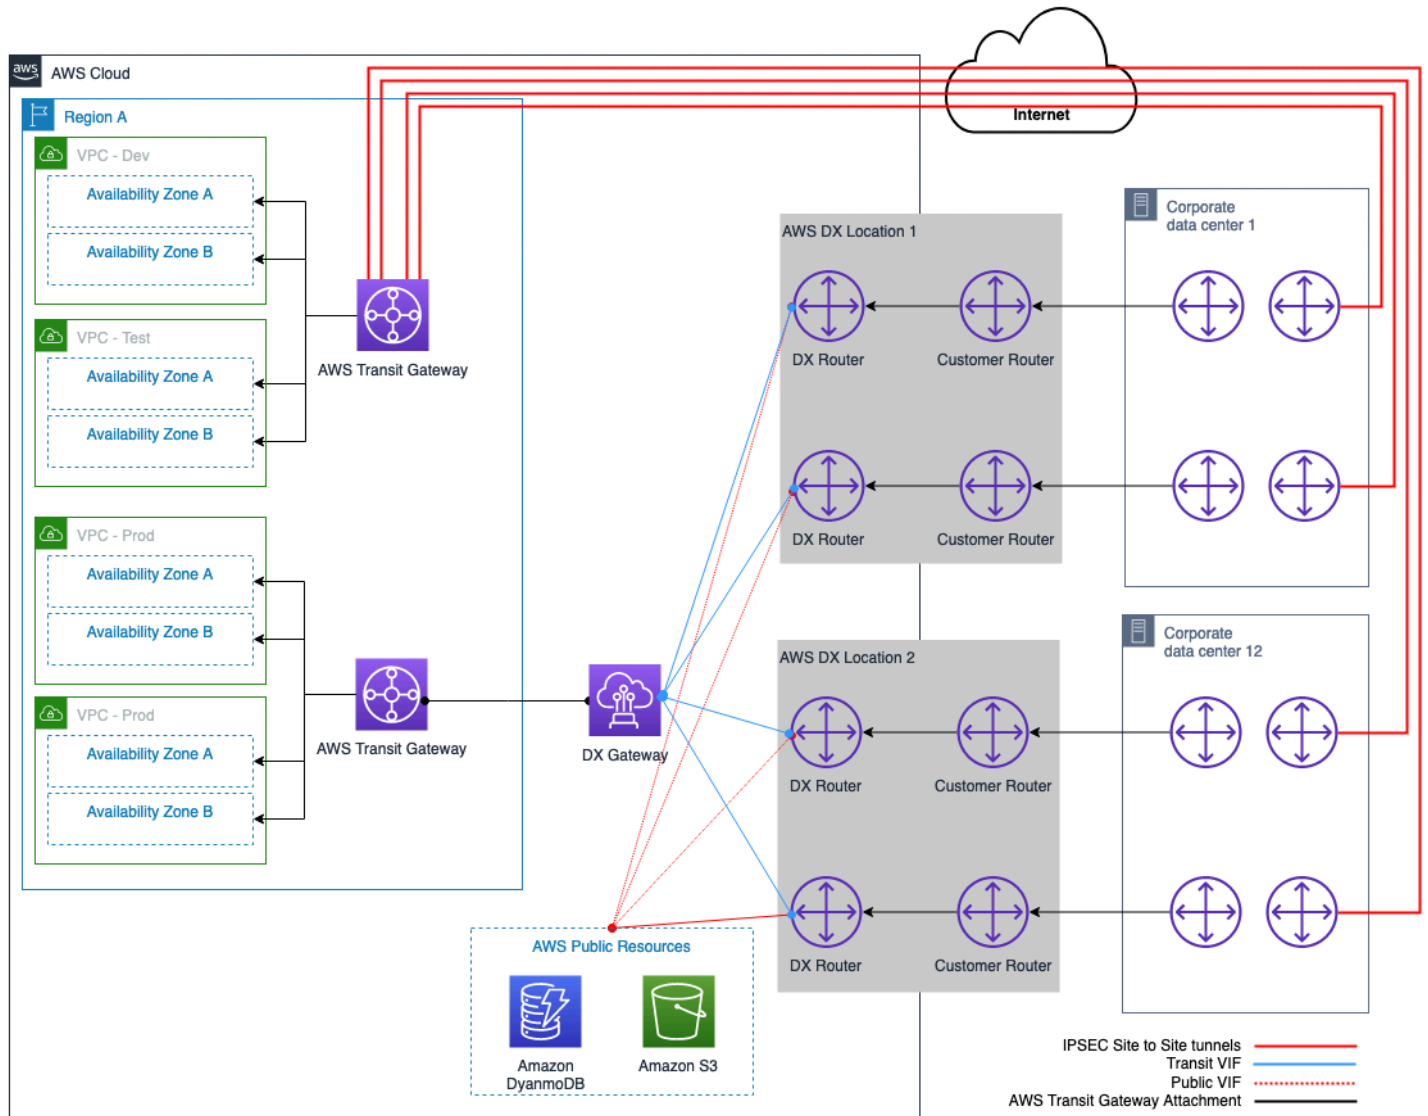 aws
AWS Cloud
Internet
Region A
VPC - Dev
Availability Zone A
Availability Zone B
VPC - Test
Availability Zone A
Availability Zone B
AWS Transit Gateway
VPC - Prod
Availability Zone A
Availability Zone B
VPC - Prod
Availability Zone A
Availability Zone B
AWS Transit Gateway
DX Gateway
AWS DX Location 1
DX Router
Customer Router
DX Router
Customer Router
Corporate
data center 1
AWS DX Location 2
DX Router
Customer Router
DX Router
Customer Router
Corporate
data center 12
AWS Public Resources
Amazon
DyanmoDB
Amazon S3
IPSEC Site to Site tunnels
Transit VIF
Public VIF
AWS Transit Gateway Attachment